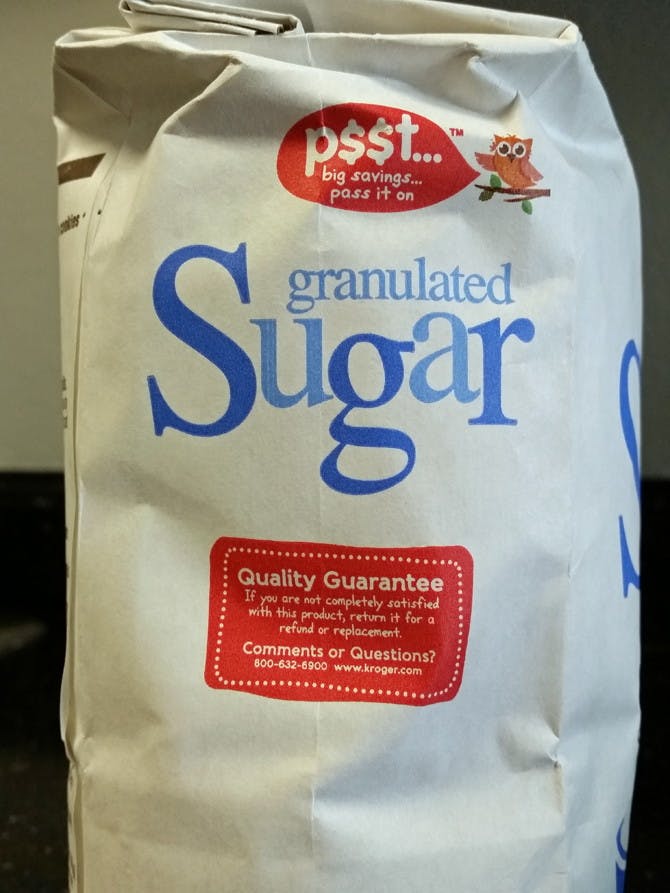 p$$t...™
big savings...
pass it on
granulated
Sugar
Quality Guarantee
If you are not completely satisfied
with this product, return it for a
refund or replacement.
Comments or Questions?
800-632-6900 www.kroger.com